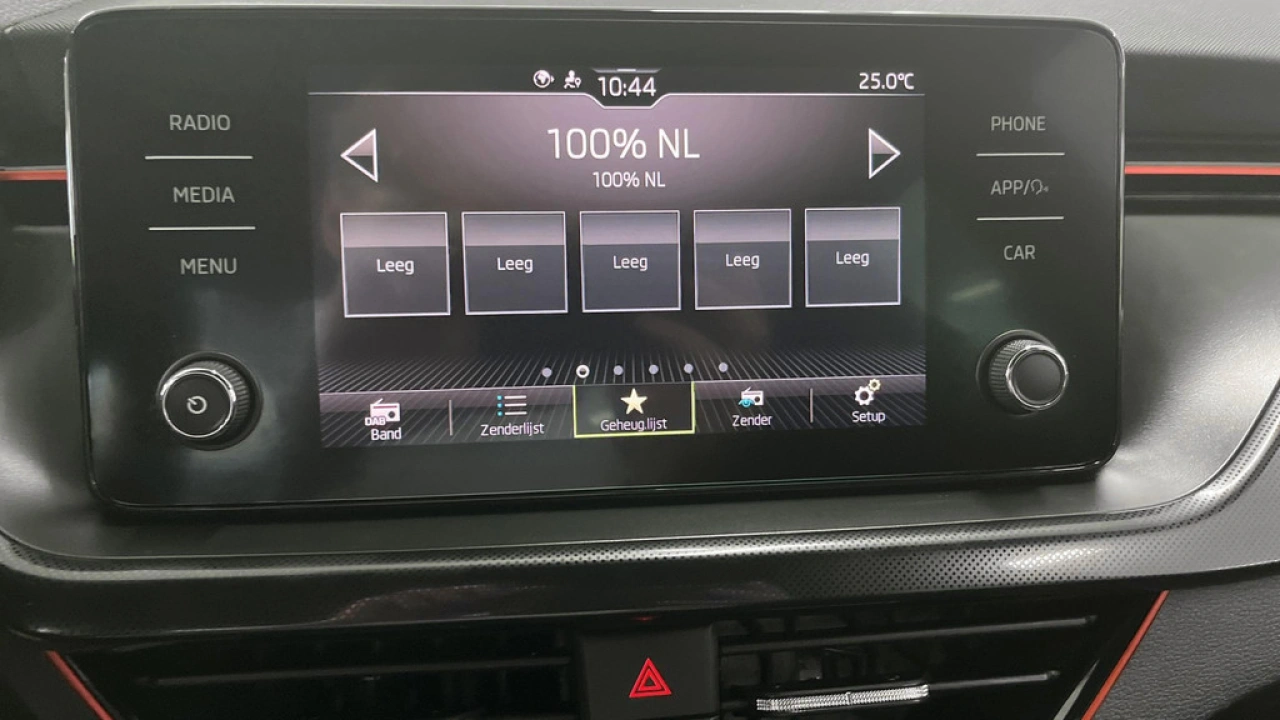 10:44
25.0°C
RADIO
MEDIA
MENU
100% NL
100% NL
Leeg
Leeg
Leeg
Leeg
Leeg
DAB
Band
Zenderlijst
Geheug.lijst
Zender
Setup
PHONE
APP/
CAR